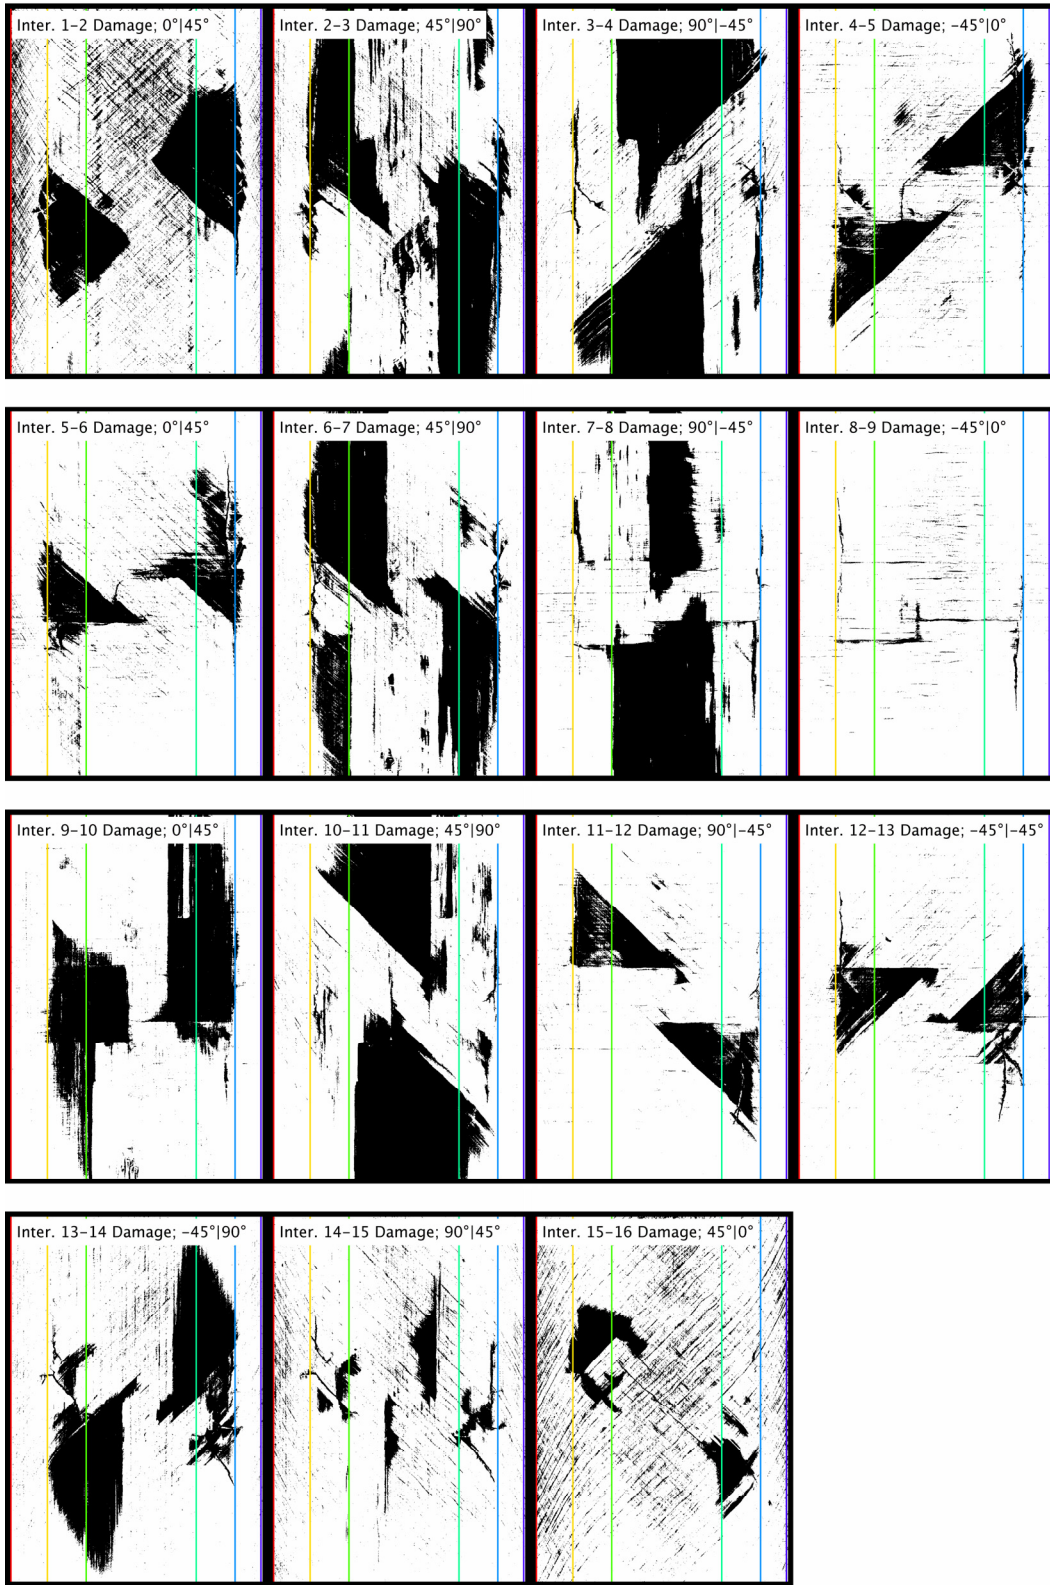 Inter. 1–2 Damage; 0°|45°
Inter. 2–3 Damage; 45°|90°
Inter. 3–4 Damage; 90°|–45°
Inter. 4–5 Damage; –45°|0°
Inter. 5–6 Damage; 0°|45°
Inter. 6–7 Damage; 45°|90°
Inter. 7–8 Damage; 90°|–45°
Inter. 8–9 Damage; –45°|0°
Inter. 9–10 Damage; 0°|45°
Inter. 10–11 Damage; 45°|90°
Inter. 11–12 Damage; 90°|–45°
Inter. 12–13 Damage; –45°|–45°
Inter. 13–14 Damage; –45°|90°
Inter. 14–15 Damage; 90°|45°
Inter. 15–16 Damage; 45°|0°